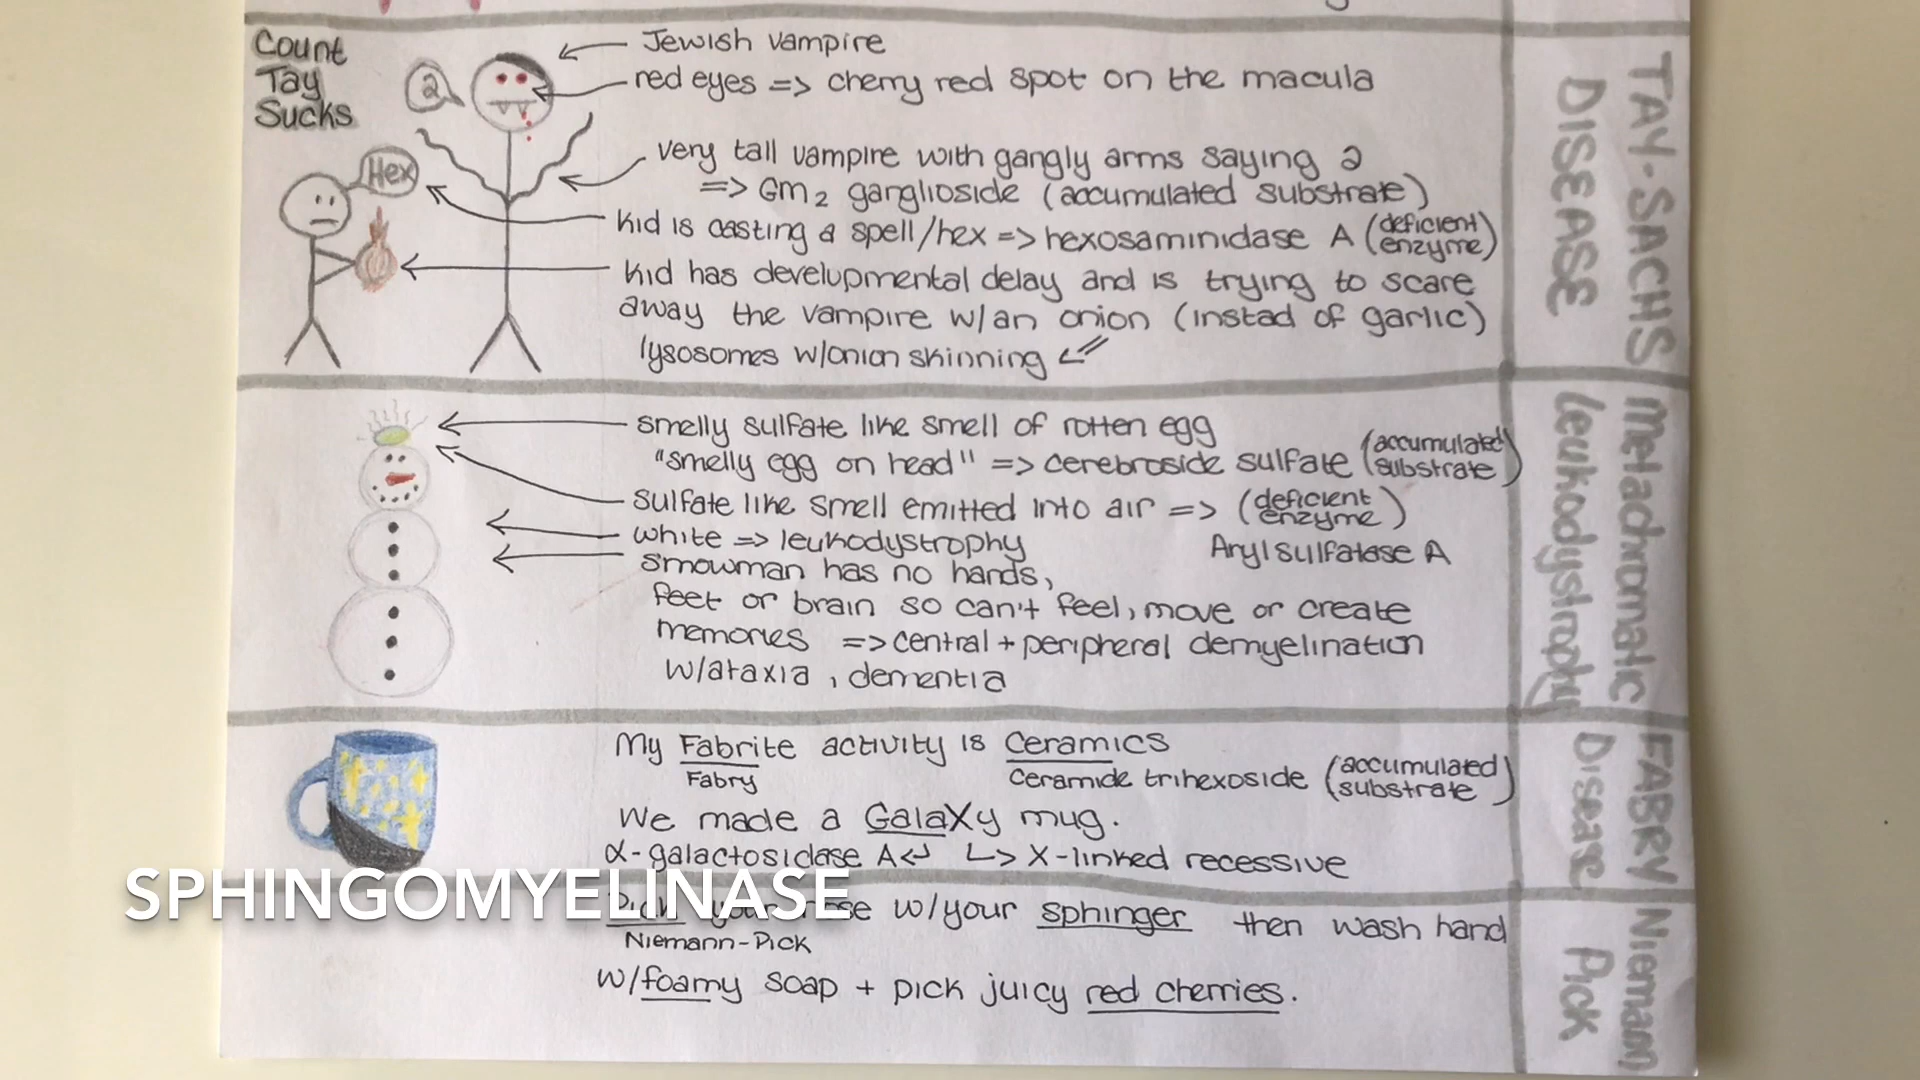 Count
Tay
Sucks
2
Hex
Jewish vampire
red eyes => cherry red spot on the macula
very tall vampire with gangly arms saying 2
=> GM2 ganglioside (accumulated substrate)
kid is casting a spell/hex => hexosaminidase A (deficient enzyme)
kid has develupmental delay and is trying to scare
away the vampire w/an onion (instad of garlic)
lysosomes w/onion skinning
TAY-SACHS
DISEASE
smelly sulfate like smell of rotten egg
"smelly egg on head" => cerebroside sulfate (accumulated substrate)
sulfate like smell emitted into air => (deficient enzyme)
Arylsulfatase A
white => leukodystrophy
smowman has no hands,
feet or brain so can't feel, move or create
memories => central + peripheral demyelination
w/ataxia, dementia
Metachromatic
leukodystrophy
My Fabrite activity is Ceramics
Fabry
Ceramide trihexoside (accumulated substrate)
We made a GalaXy mug.
α-galactosidase A X-linked recessive
FABRY
Disease
SPHINGOMYELINASE
Pick your nose w/your sphinger then wash hand
Niemann-Pick
w/foamy soap + pick juicy red cherries.
Niemann
Pick